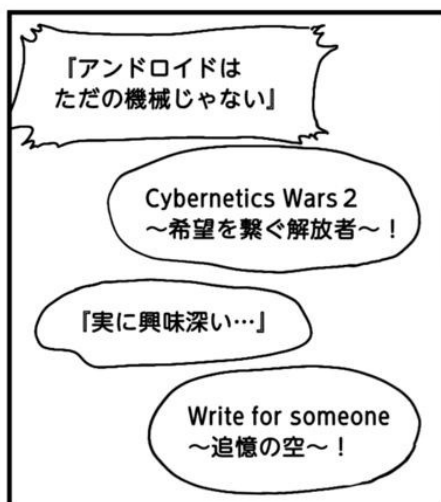 『アンドロイドは
ただの機械じゃない』
Cybernetics Wars 2
～希望を繋ぐ解放者～！
『実に興味深い…』
Write for someone
～追憶の空～！